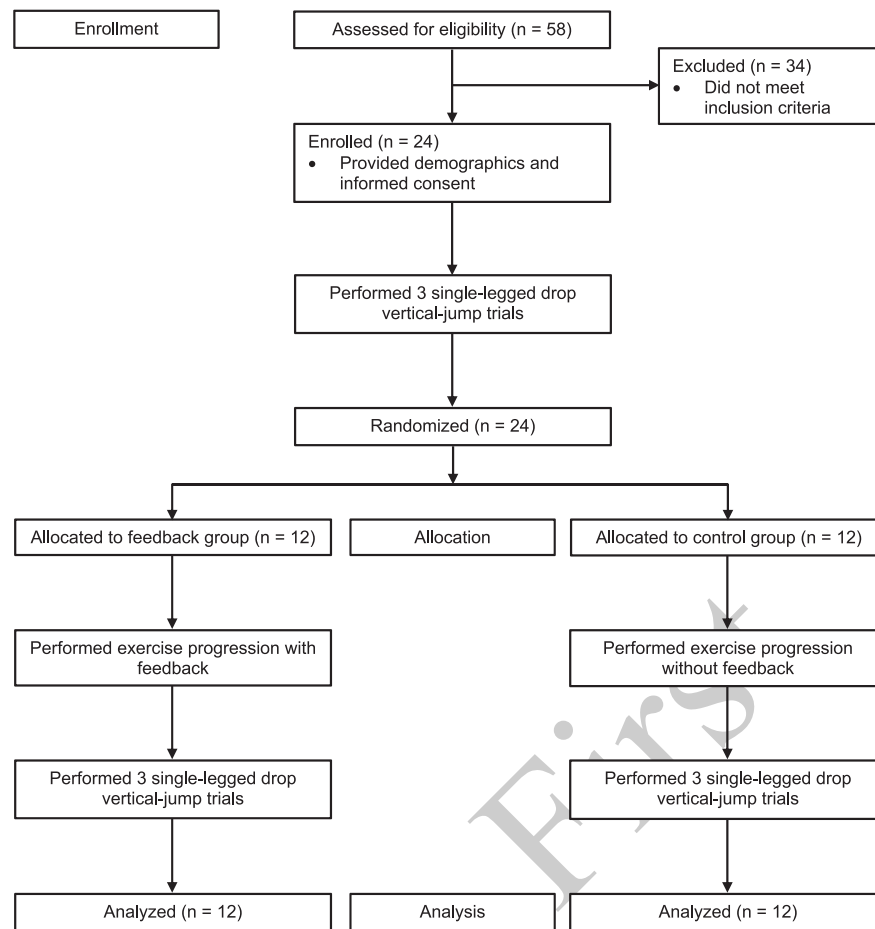 Enrollment
Assessed for eligibility (n = 58)
Excluded (n = 34)
• Did not meet
inclusion criteria
Enrolled (n = 24)
• Provided demographics and
informed consent
Performed 3 single-legged drop
vertical-jump trials
Randomized (n = 24)
Allocated to feedback group (n = 12)
Allocation
Allocated to control group (n = 12)
Performed exercise progression with
feedback
Performed exercise progression
without feedback
Performed 3 single-legged drop
vertical-jump trials
Performed 3 single-legged drop
vertical-jump trials
Analyzed (n = 12)
Analysis
Analyzed (n = 12)
First